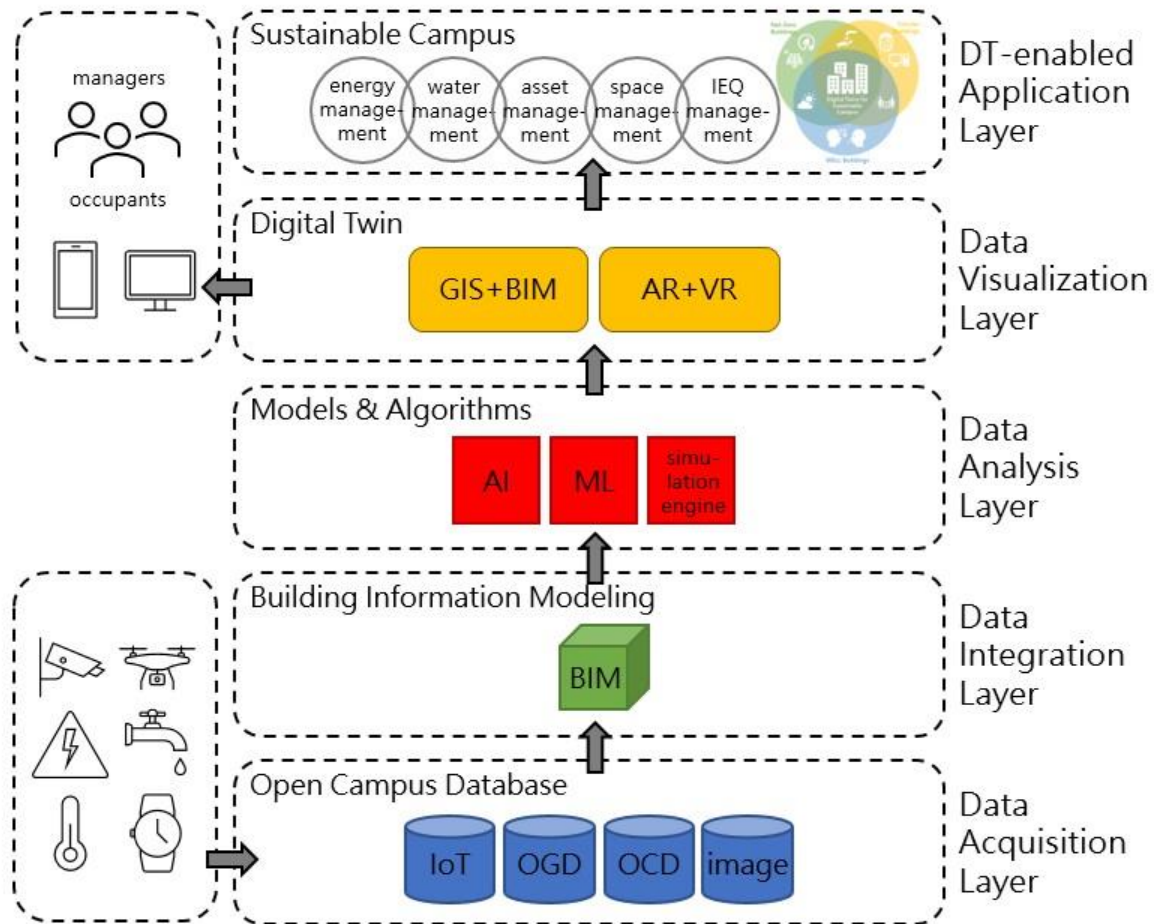 Sustainable Campus
energy
manage-
ment
water
manage-
ment
asset
manage-
ment
space
manage-
ment
IEQ
manage-
ment
DT-enabled
Application
Layer
managers
occupants
Digital Twin
GIS+BIM
AR+VR
Data
Visualization
Layer
Models & Algorithms
AI
ML
simu-
lation
engine
Data
Analysis
Layer
Building Information Modeling
BIM
Data
Integration
Layer
Open Campus Database
IoT
OGD
OCD
image
Data
Acquisition
Layer